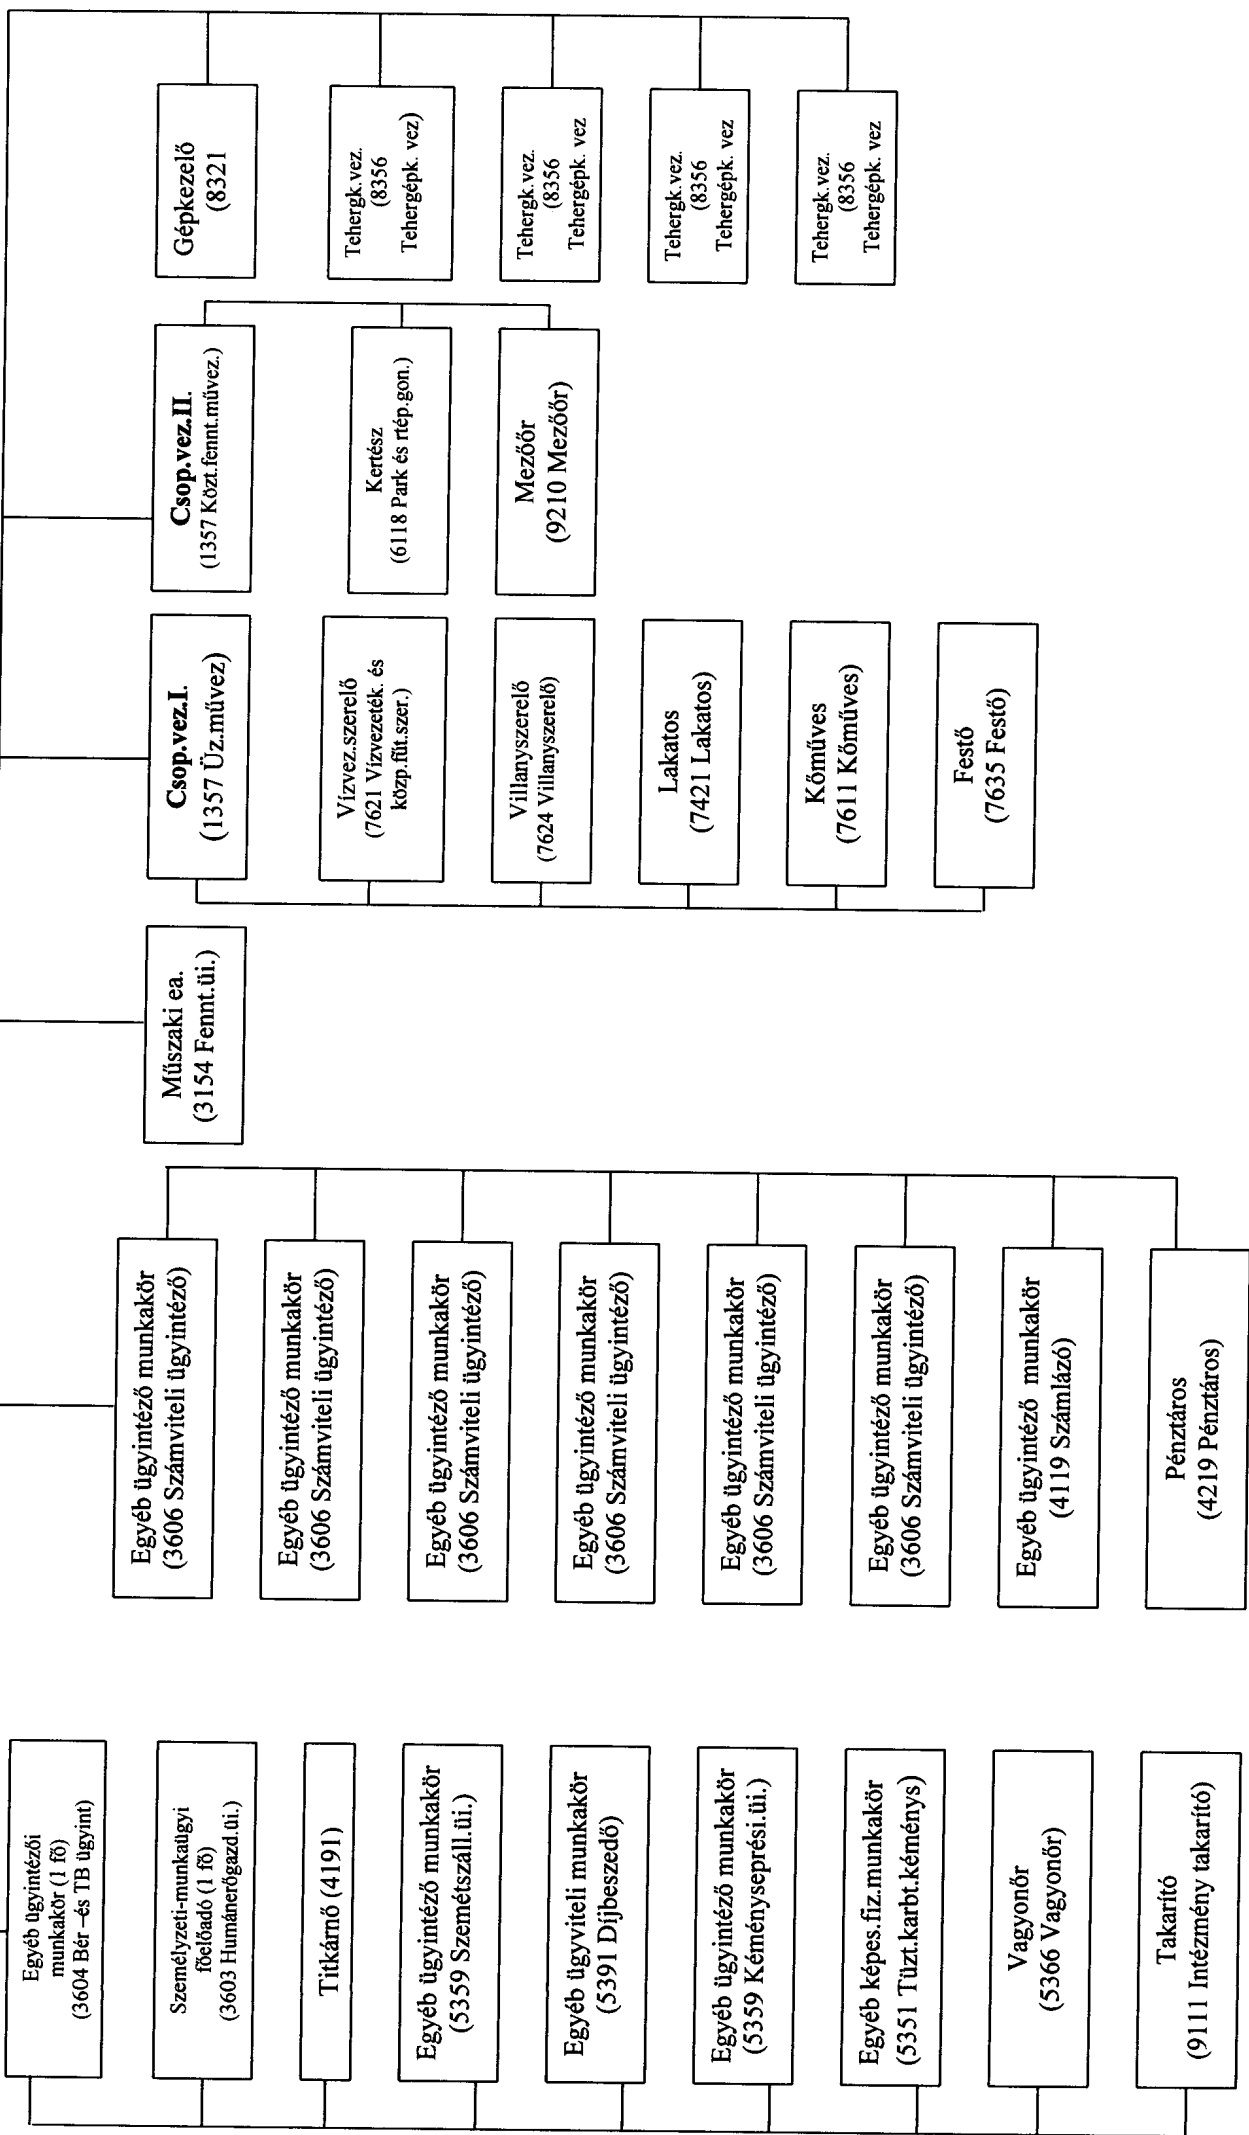 Egyéb ügyintézői
munkakör (1 fő)
(3604 Bér –és TB ügyint)
Személyzeti-munkaügyi
főelőadó (1 fő)
(3603 Humánerőgazd.üi.)
Titkárnő (4191)
Egyéb ügyintéző munkakör
(5359 Szemétszáll.üi.)
Egyéb ügyviteli munkakör
(5391 Díjbeszedő)
Egyéb ügyintéző munkakör
(5359 Kéményseprési.üi.)
Egyéb képes.fiz.munkakör
(5351 Tüzt.karbt.kéménys)
Vagyonőr
(5366 Vagyonőr)
Takarító
(9111 Intézmény takarító)
Egyéb ügyintéző munkakör
(3606 Számviteli ügyintéző)
Egyéb ügyintéző munkakör
(3606 Számviteli ügyintéző)
Egyéb ügyintéző munkakör
(3606 Számviteli ügyintéző)
Egyéb ügyintéző munkakör
(3606 Számviteli ügyintéző)
Egyéb ügyintéző munkakör
(3606 Számviteli ügyintéző)
Egyéb ügyintéző munkakör
(3606 Számviteli ügyintéző)
Egyéb ügyintéző munkakör
(4119 Számlázó)
Pénztáros
(4219 Pénztáros)
Műszaki ea.
(3154 Fennt.üi.)
Csop.vez.I.
(1357 Üz.művez)
Vízvez.szerelő
(7621 Vízvezeték. és
közp.fűt.szer.)
Villanyszerelő
(7624 Villanyszerelő)
Lakatos
(7421 Lakatos)
Kőműves
(7611 Kőműves)
Festő
(7635 Festő)
Csop.vez.II.
(1357 Közt.fennt.művez.)
Kertész
(6118 Park és rtép.gon.)
Mezőőr
(9210 Mezőőr)
Gépkezelő
(8321
Tehergk.vez.
(8356
Tehergépk. vez)
Tehergk.vez.
(8356
Tehergépk. vez
Tehergk.vez.
(8356
Tehergépk. vez
Tehergk.vez.
(8356
Tehergépk. vez